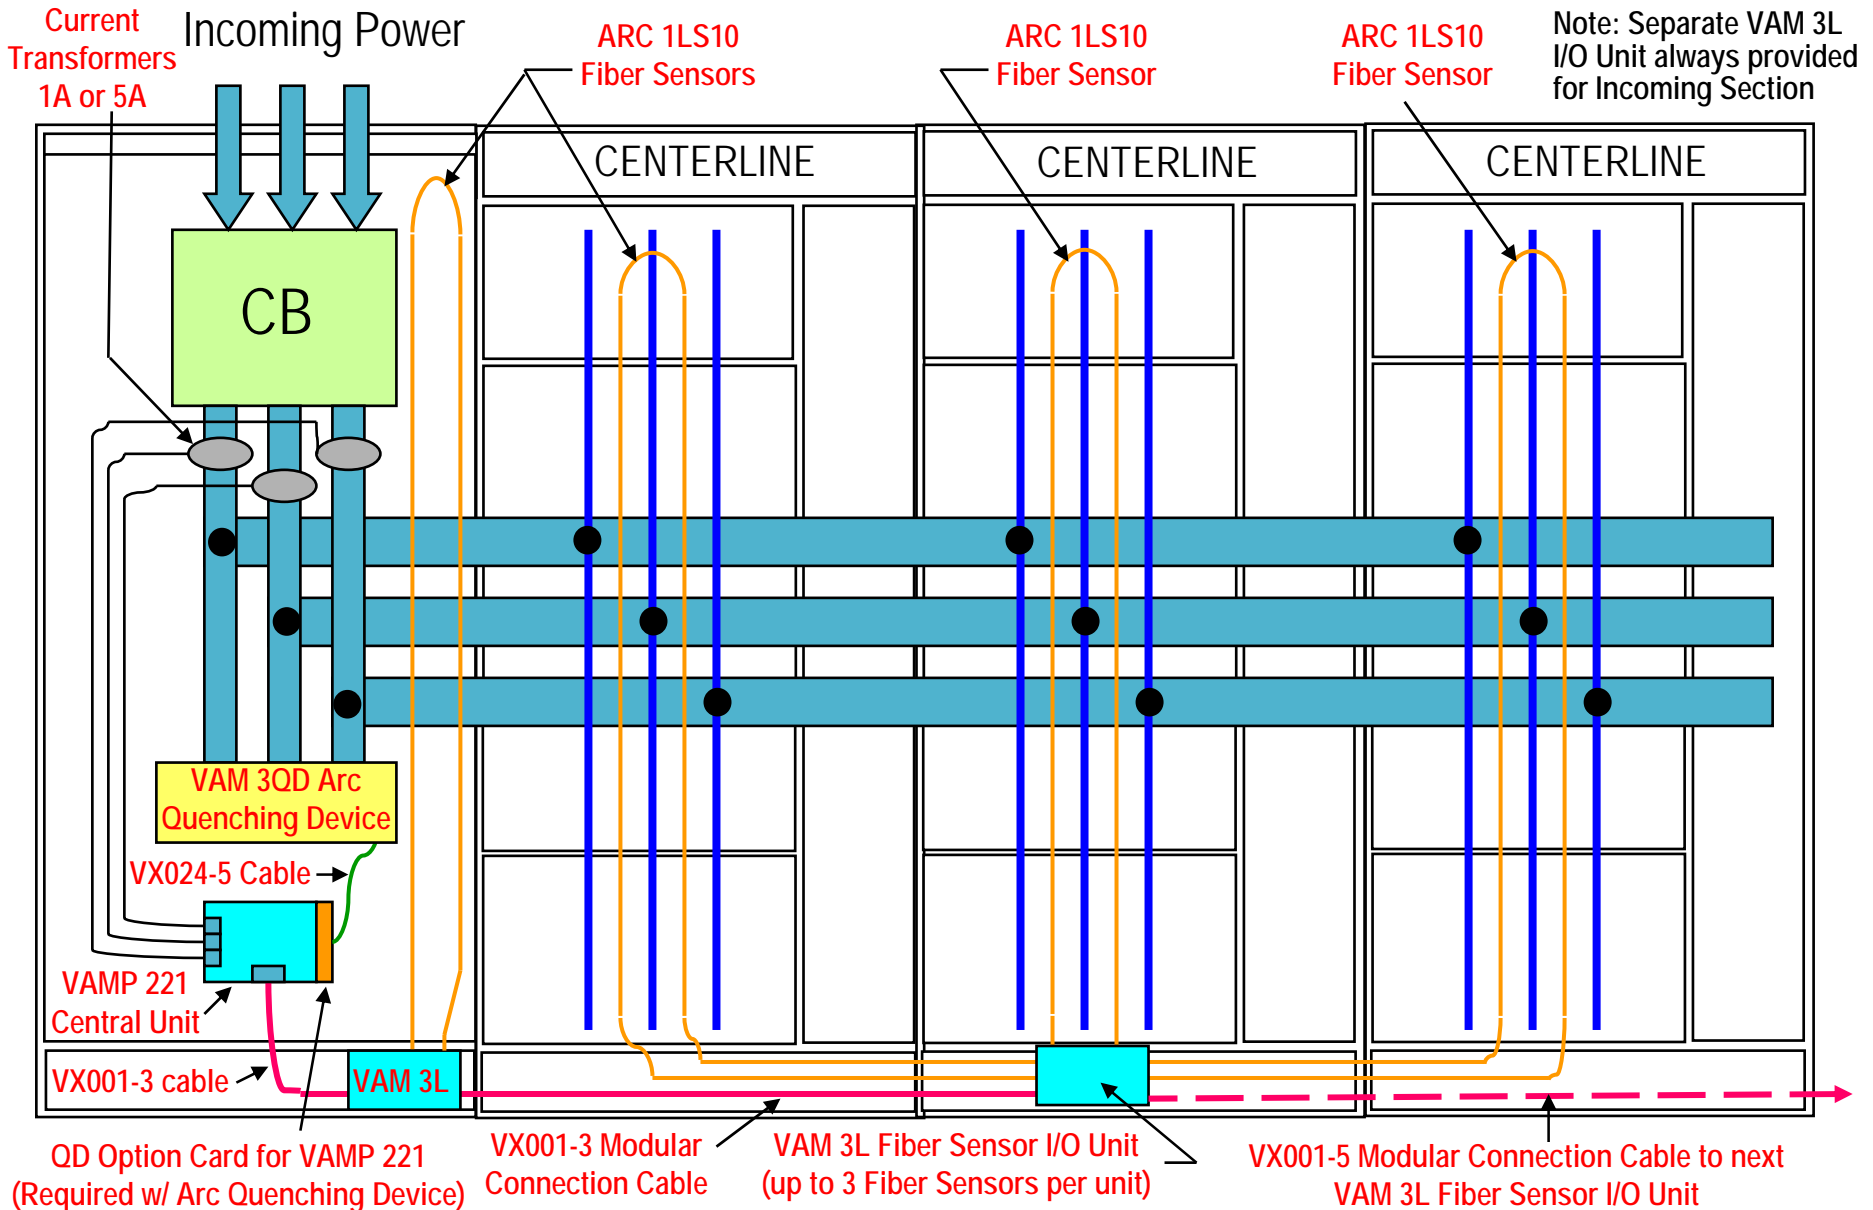 Current
Transformers
1A or 5A
Incoming Power
ARC 1LS10
Fiber Sensors
ARC 1LS10
Fiber Sensor
ARC 1LS10
Fiber Sensor
Note: Separate VAM 3L
I/O Unit always provided
for Incoming Section
CENTERLINE
CENTERLINE
CENTERLINE
CB
VAM 3QD Arc
Quenching Device
VX024-5 Cable
VAMP 221
Central Unit
VX001-3 cable
VAM 3L
QD Option Card for VAMP 221
(Required w/ Arc Quenching Device)
VX001-3 Modular
Connection Cable
VAM 3L Fiber Sensor I/O Unit
(up to 3 Fiber Sensors per unit)
VX001-5 Modular Connection Cable to next
VAM 3L Fiber Sensor I/O Unit